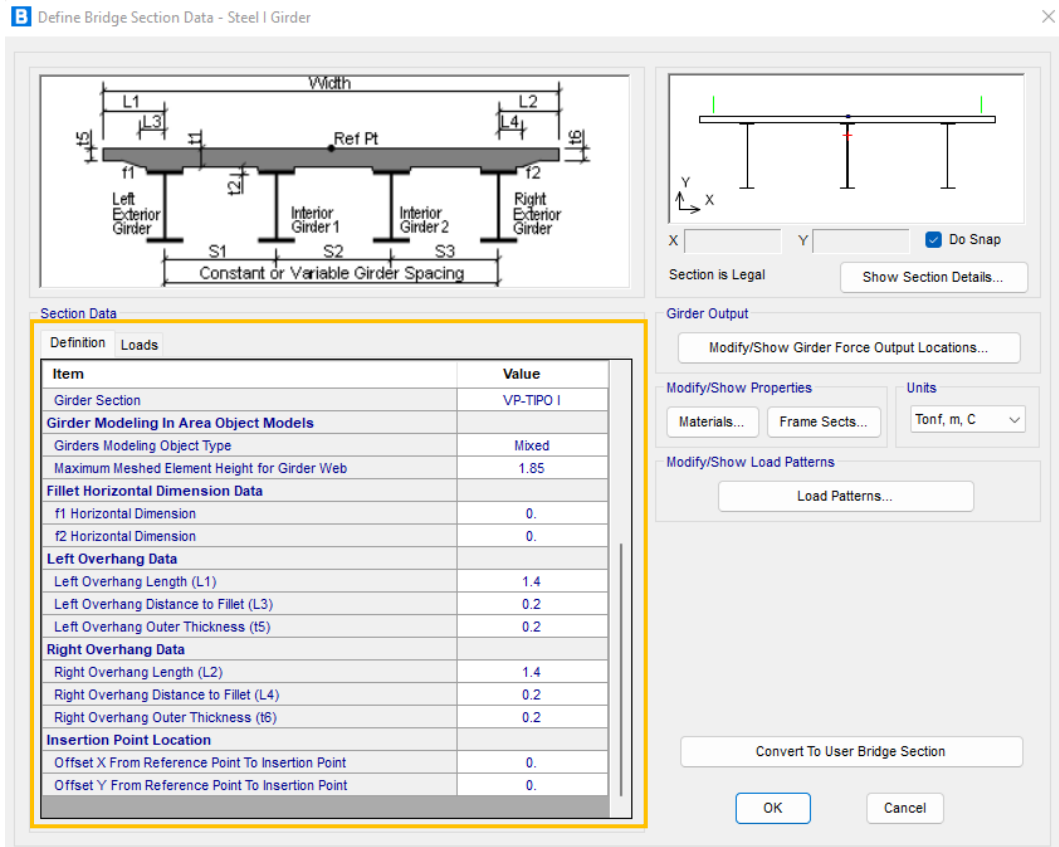 B Define Bridge Section Data - Steel I Girder
Width
L1 L2
L3 L4
t5 t1 Ref Pt t6
f1 t2 f2
Left Exterior Girder
Interior Girder 1
Interior Girder 2
Right Exterior Girder
S1 S2 S3
Constant or Variable Girder Spacing
Y
X
X Y Do Snap
Section is Legal Show Section Details...
Section Data
Definition Loads
Item Value
Girder Section VP-TIPO I
Girder Modeling In Area Object Models
Girders Modeling Object Type Mixed
Maximum Meshed Element Height for Girder Web 1.85
Fillet Horizontal Dimension Data
f1 Horizontal Dimension 0.
f2 Horizontal Dimension 0.
Left Overhang Data
Left Overhang Length (L1) 1.4
Left Overhang Distance to Fillet (L3) 0.2
Left Overhang Outer Thickness (t5) 0.2
Right Overhang Data
Right Overhang Length (L2) 1.4
Right Overhang Distance to Fillet (L4) 0.2
Right Overhang Outer Thickness (t6) 0.2
Insertion Point Location
Offset X From Reference Point To Insertion Point 0.
Offset Y From Reference Point To Insertion Point 0.
Girder Output
Modify/Show Girder Force Output Locations...
Modify/Show Properties
Materials... Frame Sects...
Units
Tonf, m, C
Modify/Show Load Patterns
Load Patterns...
Convert To User Bridge Section
OK Cancel